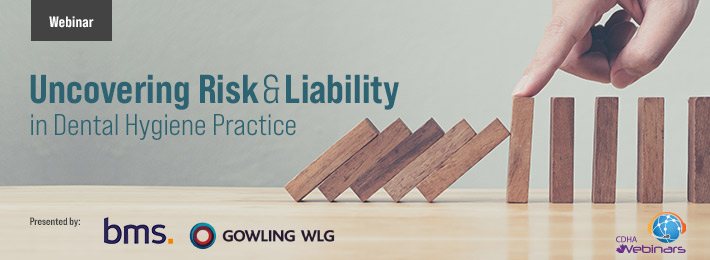 Webinar
Uncovering Risk & Liability
in Dental Hygiene Practice
Presented by:
bms.
GOWLING WLG
CDHA
Webinars